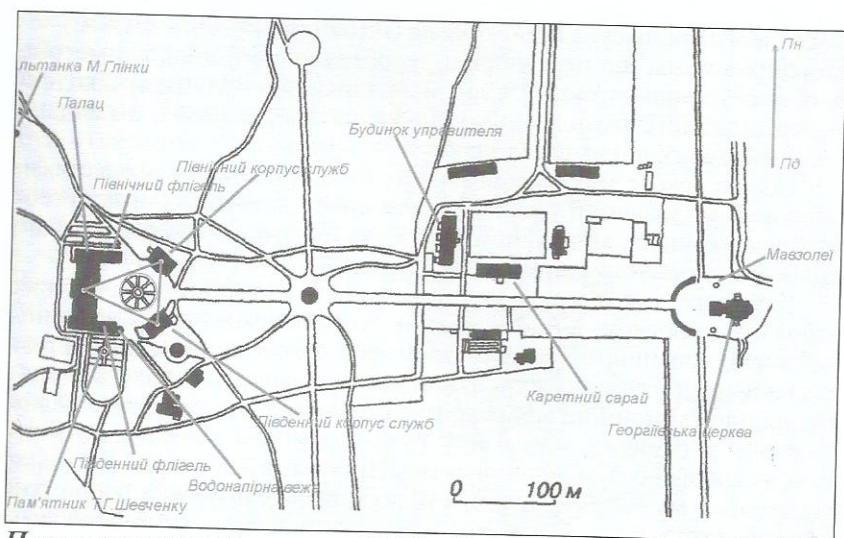 Пн
льтанка М.Глінки
Палац
Будинок управителя
Пд
Північний корпус служб
Північний флігель
Мавзолеї
Каретний сарай
Південний корпус служб
Георгіївська церква
Південний флігель
Водонапірна вежа
0 100 м
Пам'ятник Т.Г.Шевченку